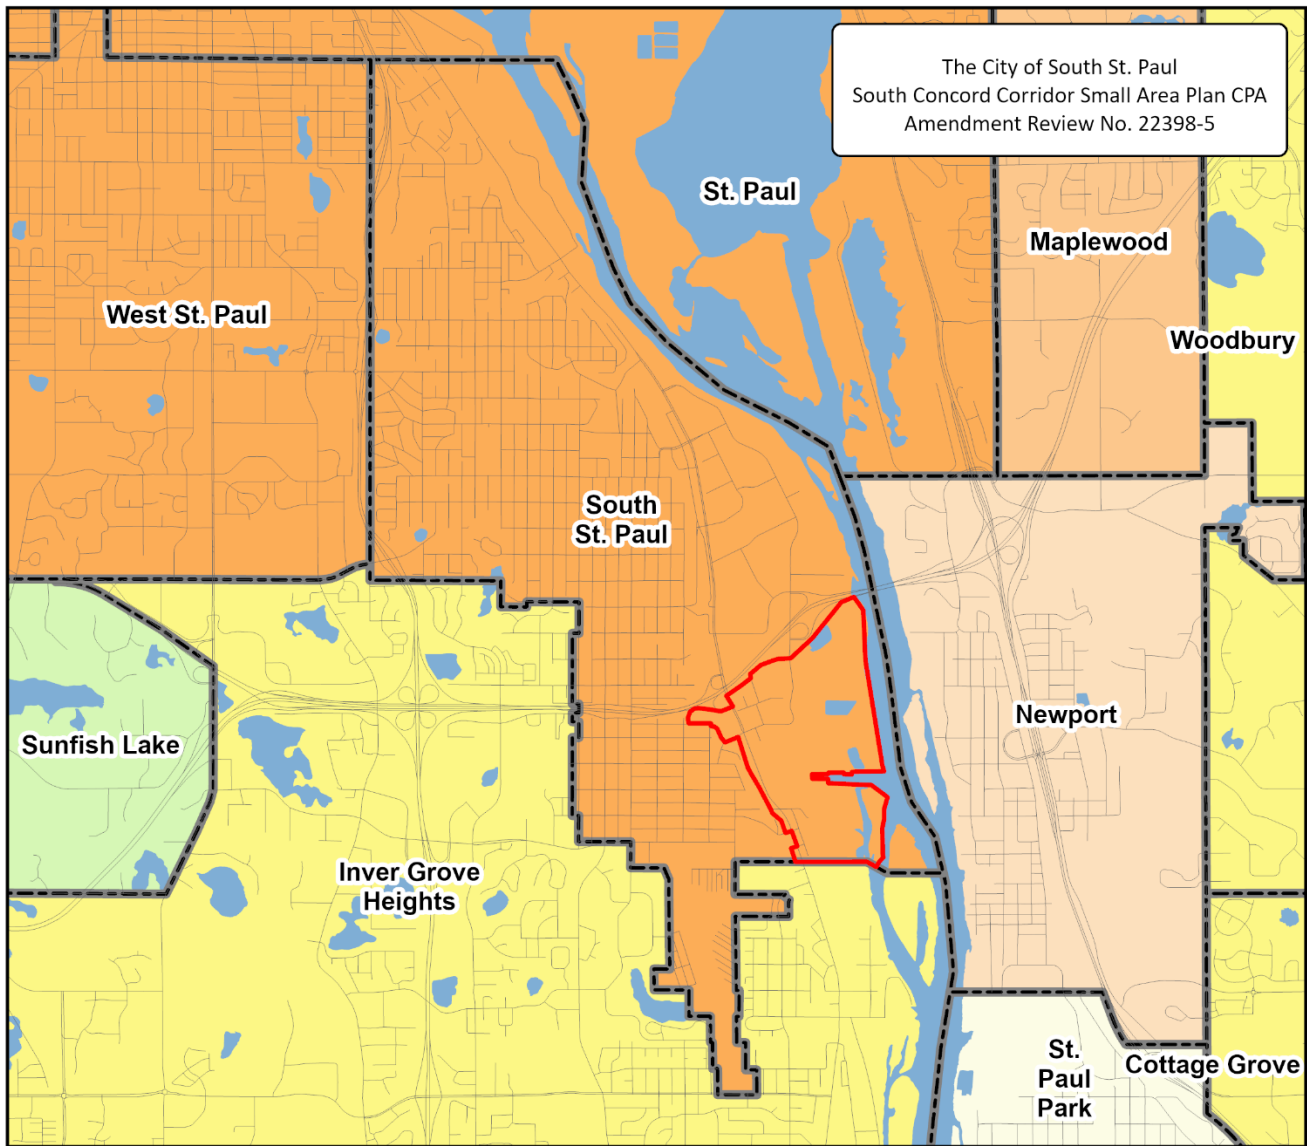 The City of South St. Paul
South Concord Corridor Small Area Plan CPA
Amendment Review No. 22398-5
St. Paul
Maplewood
West St. Paul
Woodbury
South
St. Paul
Newport
Sunfish Lake
Inver Grove
Heights
St.
Paul
Park
Cottage Grove